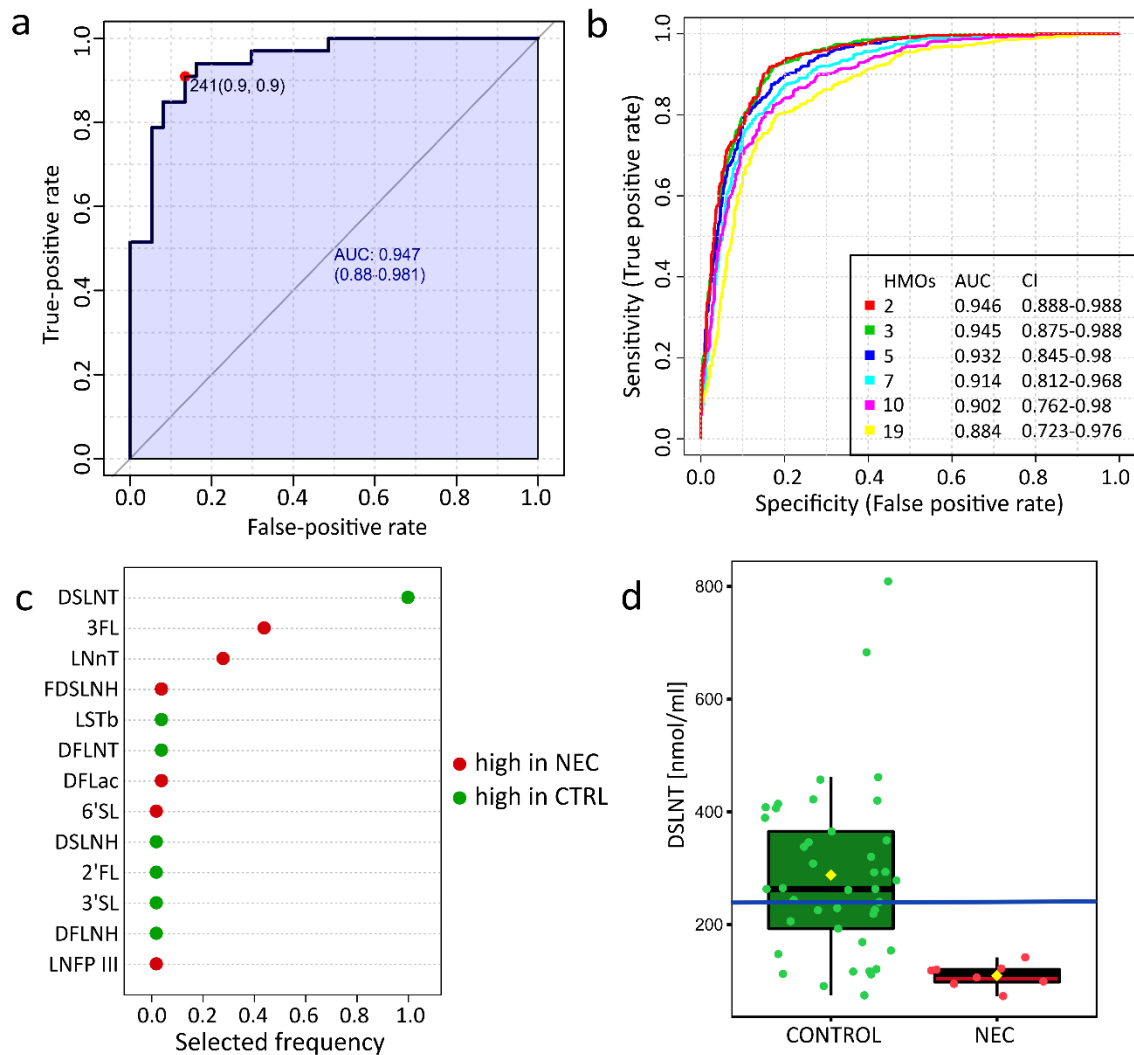 a
True-positive rate
1.0
0.8
0.6
0.4
0.2
0.0
241(0.9, 0.9)
AUC: 0.947
(0.88-0.981)
0.0 0.2 0.4 0.6 0.8 1.0
False-positive rate
b
Sensitivity (True positive rate)
1.0
0.8
0.6
0.4
0.2
0.0
HMOs AUC CI
2 0.946 0.888-0.988
3 0.945 0.875-0.988
5 0.932 0.845-0.98
7 0.914 0.812-0.968
10 0.902 0.762-0.98
19 0.884 0.723-0.976
0.0 0.2 0.4 0.6 0.8 1.0
Specificity (False positive rate)
c
DSLNT
3FL
LNnT
FDSLNH
LSTb
DFLNT
DFLac
6'SL
DSLNH
2'FL
3'SL
DFLNH
LNFP III
0.0 0.2 0.4 0.6 0.8 1.0
Selected frequency
high in NEC
high in CTRL
d
DSLNT [nmol/ml]
800
600
400
200
CONTROL NEC